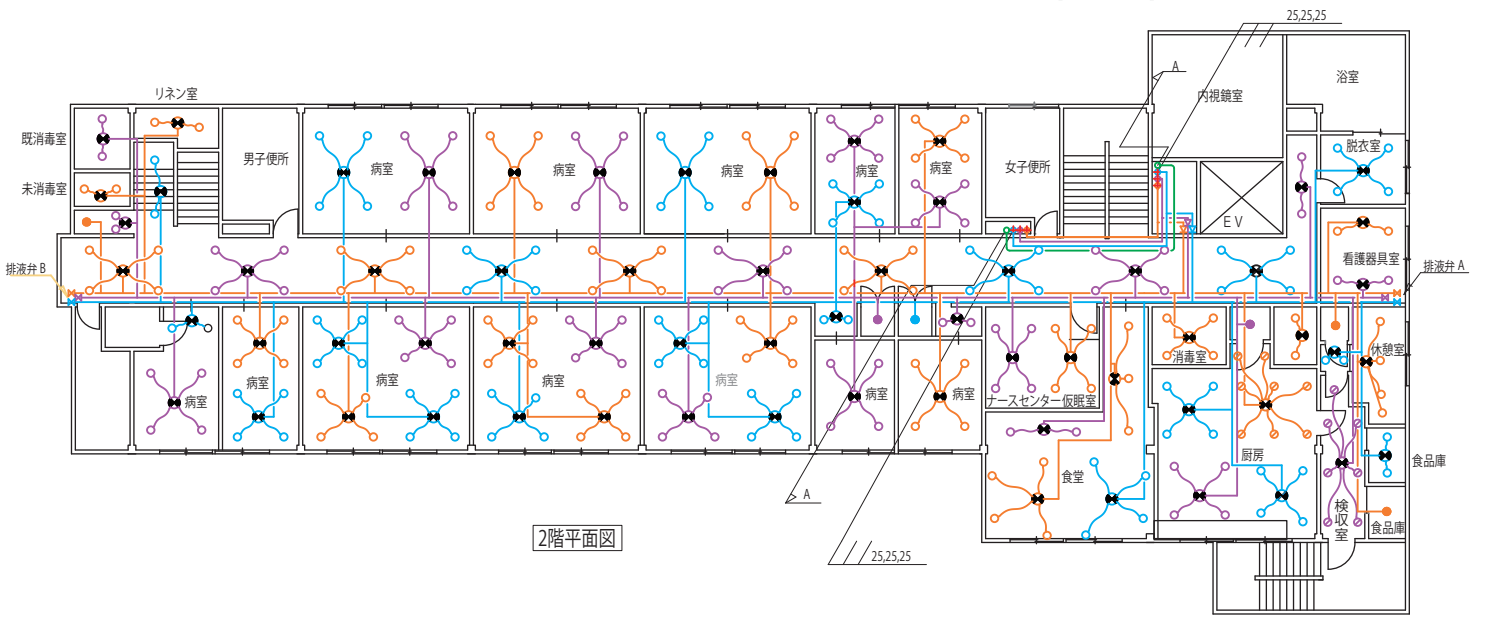 25,25,25
A
浴室
内視鏡室
リネン室
既消毒室
男子便所
病室
病室
病室
病室
病室
女子便所
脱衣室
未消毒室
EV
排液弁 B
看護器具室
排液弁 A
消毒室
休憩室
病室
病室
病室
病室
病室
病室
病室
ナースセンター
仮眠室
厨房
食品庫
食堂
A
検収室
食品庫
2階平面図
25,25,25